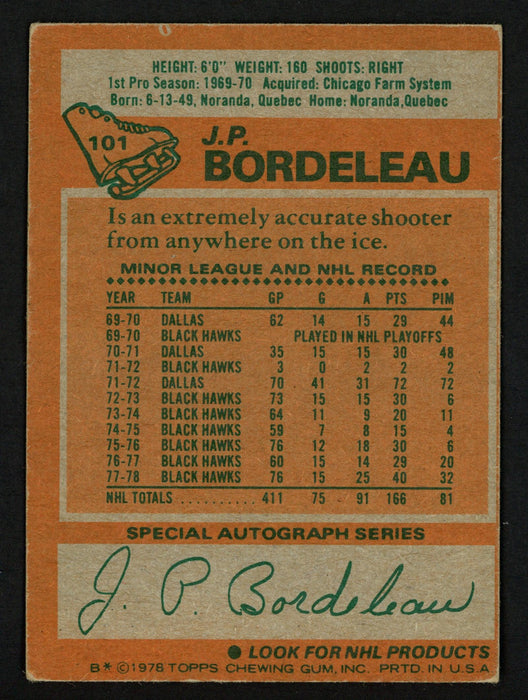 HEIGHT: 6'0" WEIGHT: 160 SHOOTS: RIGHT
1st Pro Season: 1969-70 Acquired: Chicago Farm System
Born: 6-13-49, Noranda, Quebec Home: Noranda, Quebec
101
J.P.
BORDELEAU
Is an extremely accurate shooter
from anywhere on the ice.
MINOR LEAGUE AND NHL RECORD
YEAR TEAM GP G A PTS PIM
69-70 DALLAS 62 14 15 29 44
69-70 BLACK HAWKS PLAYED IN NHL PLAYOFFS
70-71 DALLAS 35 15 15 30 48
71-72 BLACK HAWKS 3 0 2 2 2
71-72 DALLAS 70 41 31 72 72
72-73 BLACK HAWKS 73 15 15 30 6
73-74 BLACK HAWKS 64 11 9 20 11
74-75 BLACK HAWKS 59 7 8 15 4
75-76 BLACK HAWKS 76 12 18 30 6
76-77 BLACK HAWKS 60 15 14 29 20
77-78 BLACK HAWKS 76 15 25 40 32
NHL TOTALS .......... 411 75 91 166 81
SPECIAL AUTOGRAPH SERIES
J. P. Bordeleau
● LOOK FOR NHL PRODUCTS
B* ©1978 TOPPS CHEWING GUM, INC. PRTD. IN U.S.A.